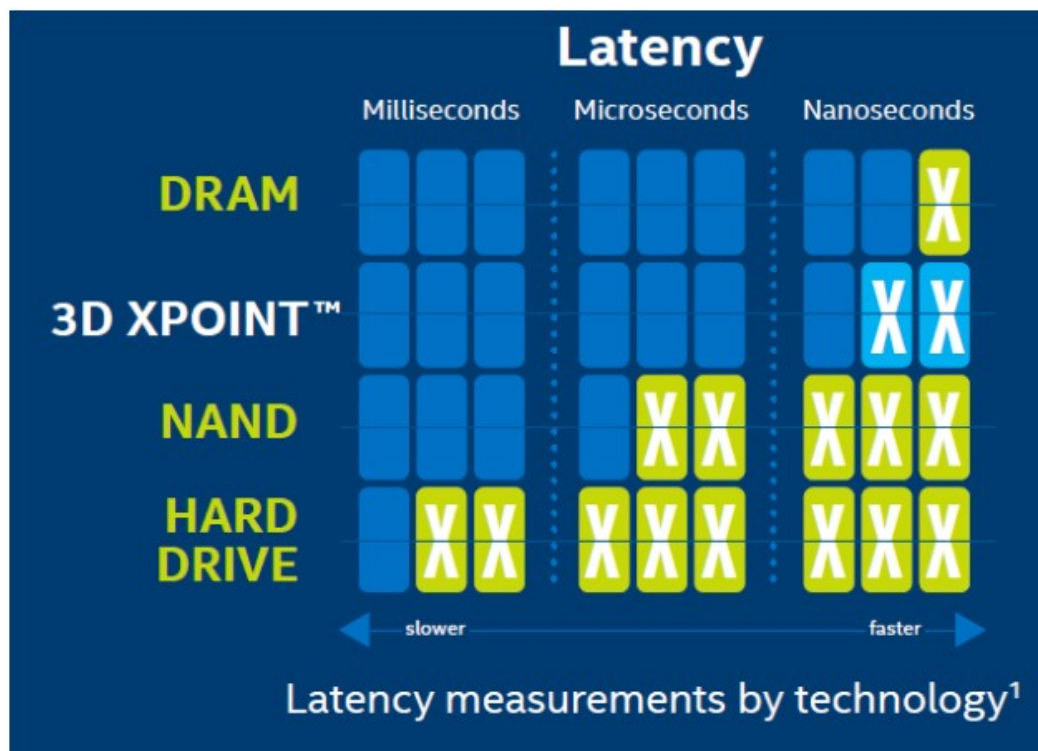 Latency
Milliseconds Microseconds Nanoseconds
DRAM X
3D XPOINT™ X X
NAND X X X X X
HARD
DRIVE X X X X X X X X
slower faster
Latency measurements by technology¹